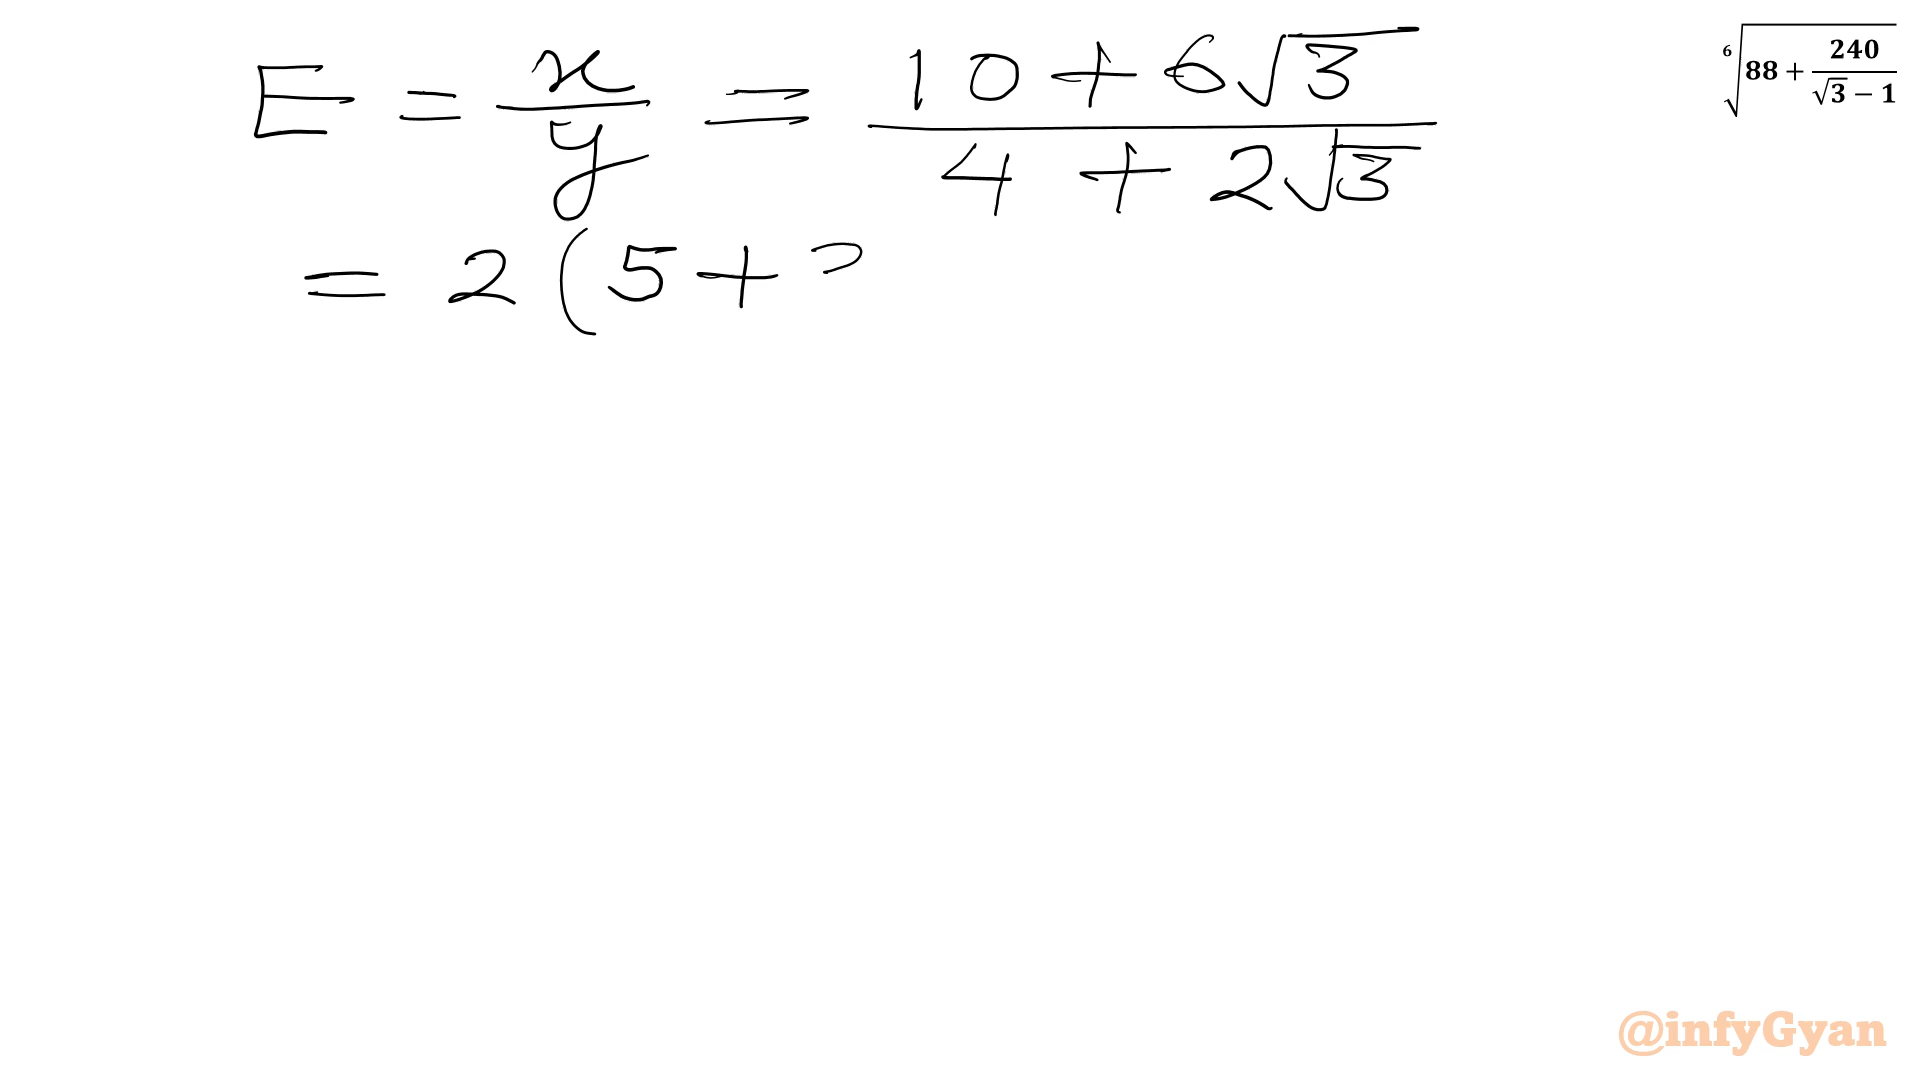 E = x/y = (10 + 6√3)/(4 + 2√3)
⁶√(88 + 240/(√3 − 1))
= 2 (5 +
@infyGyan